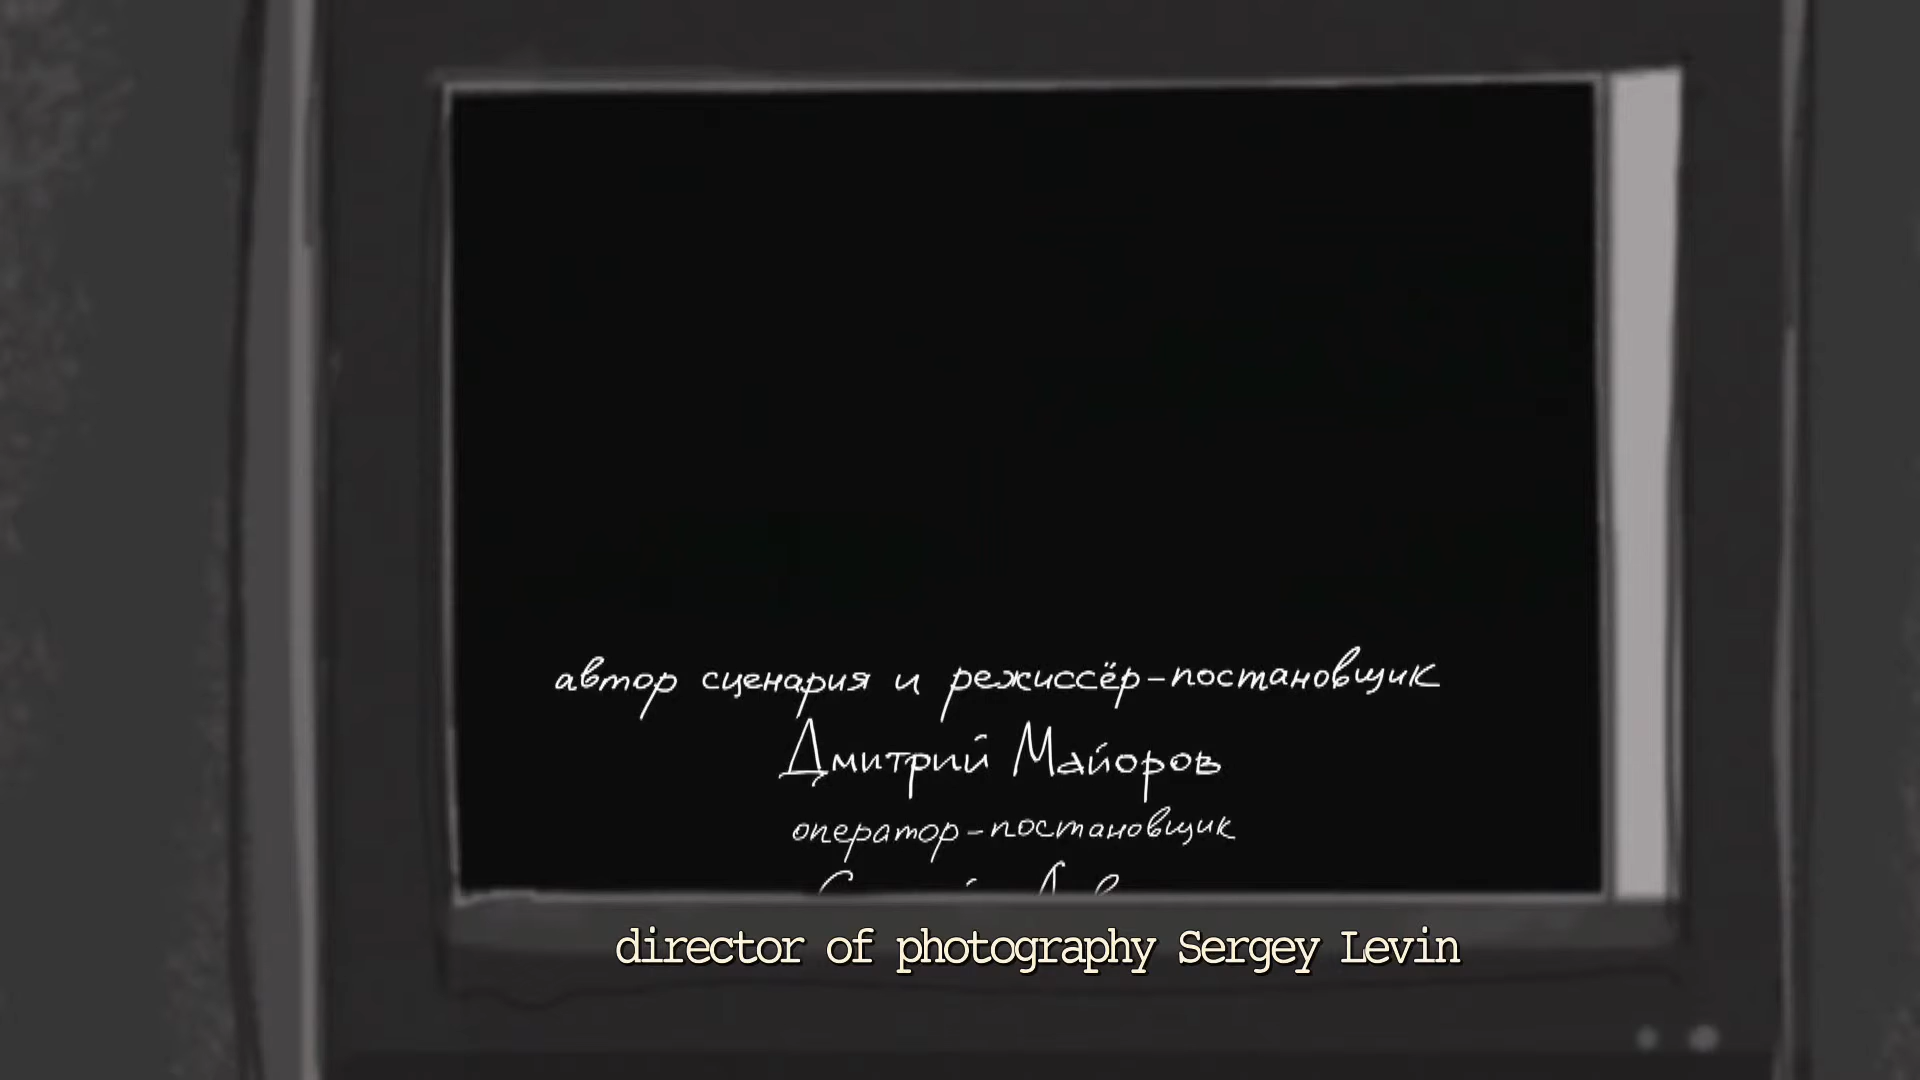 автор сценария и режиссёр-постановщик
Дмитрий Майоров
оператор-постановщик
director of photography Sergey Levin